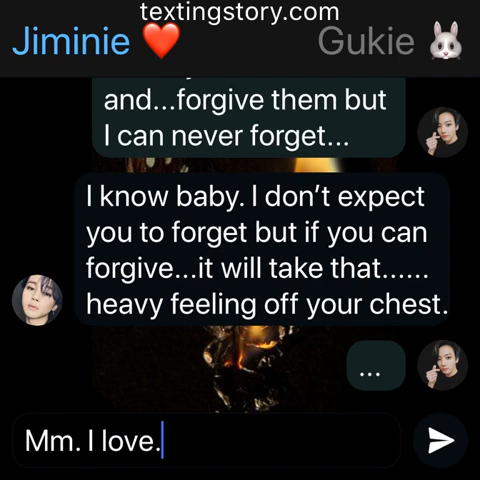 textingstory.com
Jiminie ❤️ Gukie 🐰
and...forgive them but
I can never forget...
I know baby. I don’t expect
you to forget but if you can
forgive...it will take that......
heavy feeling off your chest.
...
Mm. I love.